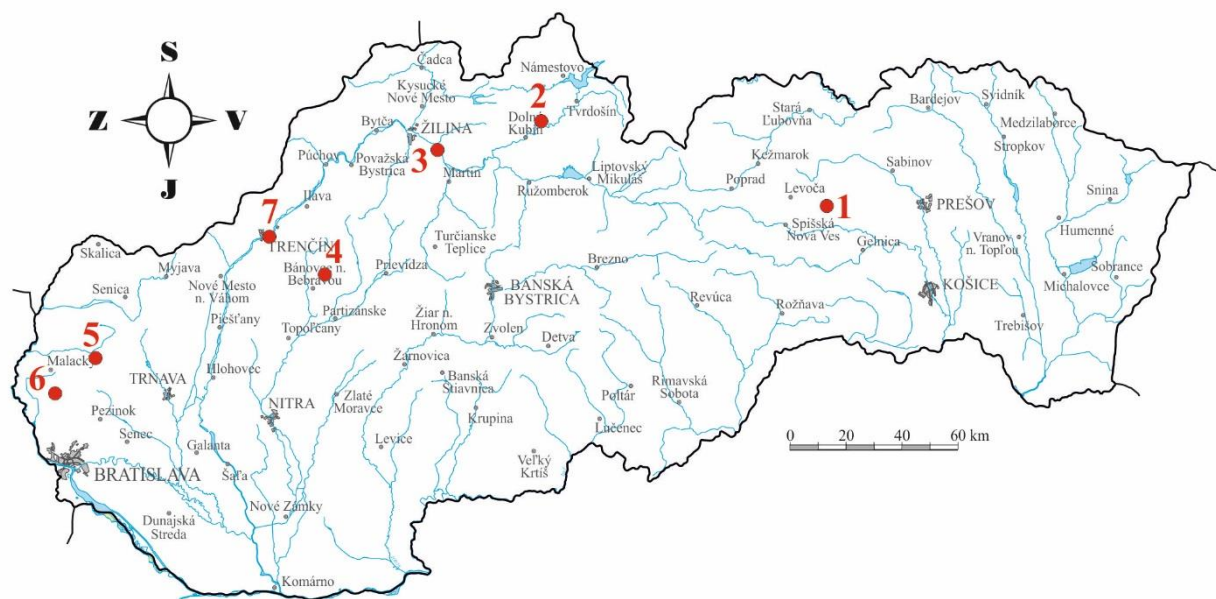 S
Z
V
J
Čadca
Kysucké
Nové Mesto
Bytča
ŽILINA
Púchov
Považská
Bystrica
3
Martin
Námestovo
2
Tvrdošín
Dolný
Kubín
Liptovský
Mikuláš
Ružomberok
Stará
Ľubovňa
Kežmarok
Poprad
Levoča
1
Spišská
Nová Ves
Gelnica
Bardejov
Svidník
Medzilaborce
Stropkov
Sabinov
PREŠOV
Snina
Humenné
Vranov
n. Topľou
Sobrance
Michalovce
KOŠICE
Trebišov
Ilava
7
TRENČÍN
4
Bánovce n.
Bebravou
Prievidza
Turčianske
Teplice
Skalica
Myjava
Senica
Nové Mesto
n. Váhom
Piešťany
Topoľčany
Partizánske
BANSKÁ
BYSTRICA
Brezno
Revúca
Rožňava
Žiar n.
Hronom
Zvolen
Detva
5
Malacky
6
TRNAVA
Hlohovec
Žarnovica
Banská
Štiavnica
Krupina
Zlaté
Moravce
NITRA
Poltár
Rimavská
Sobota
Lučenec
Veľký
Krtíš
Levice
Pezinok
Senec
Galanta
Šaľa
BRATISLAVA
Dunajská
Streda
Nové Zámky
Komárno
0 20 40 60 km